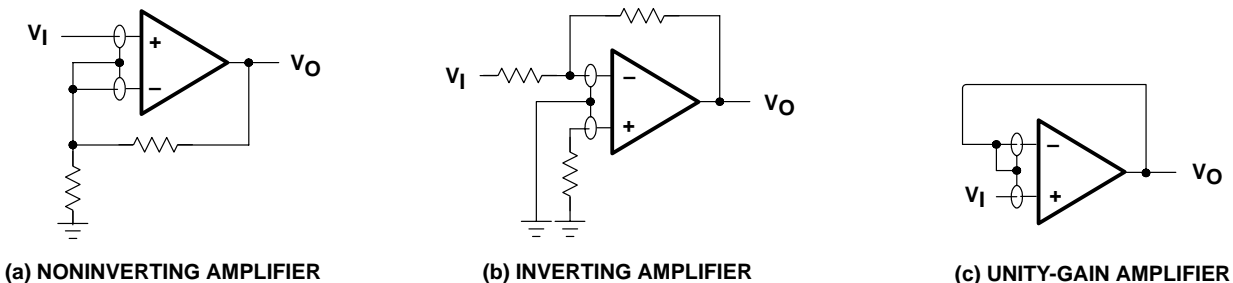 VI
+
−
VO
(a) NONINVERTING AMPLIFIER
VI
−
+
VO
(b) INVERTING AMPLIFIER
−
+
VI
VO
(c) UNITY-GAIN AMPLIFIER